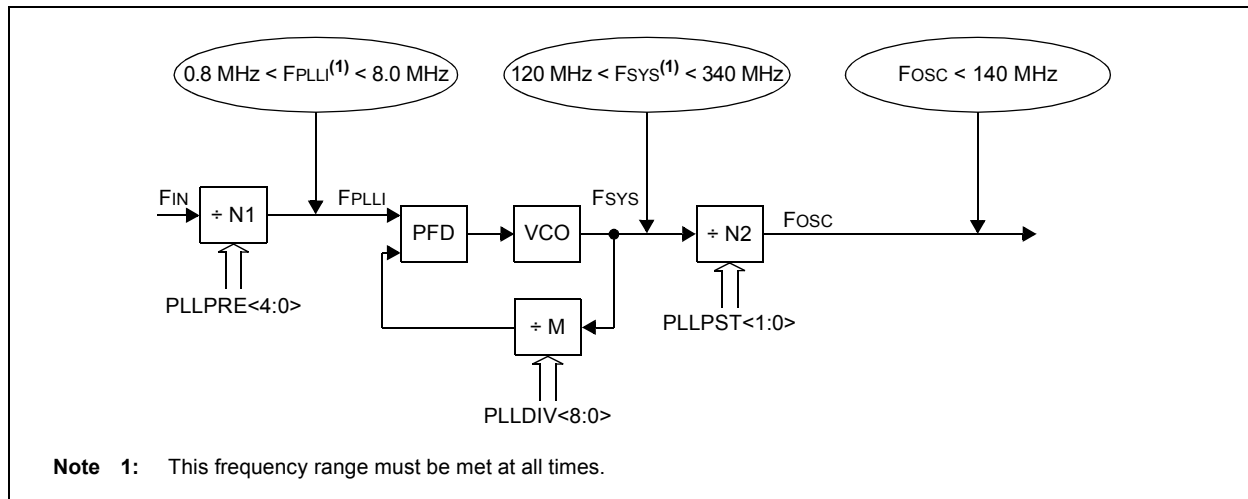 0.8 MHz < FPLLI(1) < 8.0 MHz
120 MHz < FSYS(1) < 340 MHz
FOSC < 140 MHz
FIN
÷ N1
FPLLI
PFD
VCO
FSYS
÷ N2
FOSC
PLLPRE<4:0>
÷ M
PLLPST<1:0>
PLLDIV<8:0>
Note 1: This frequency range must be met at all times.